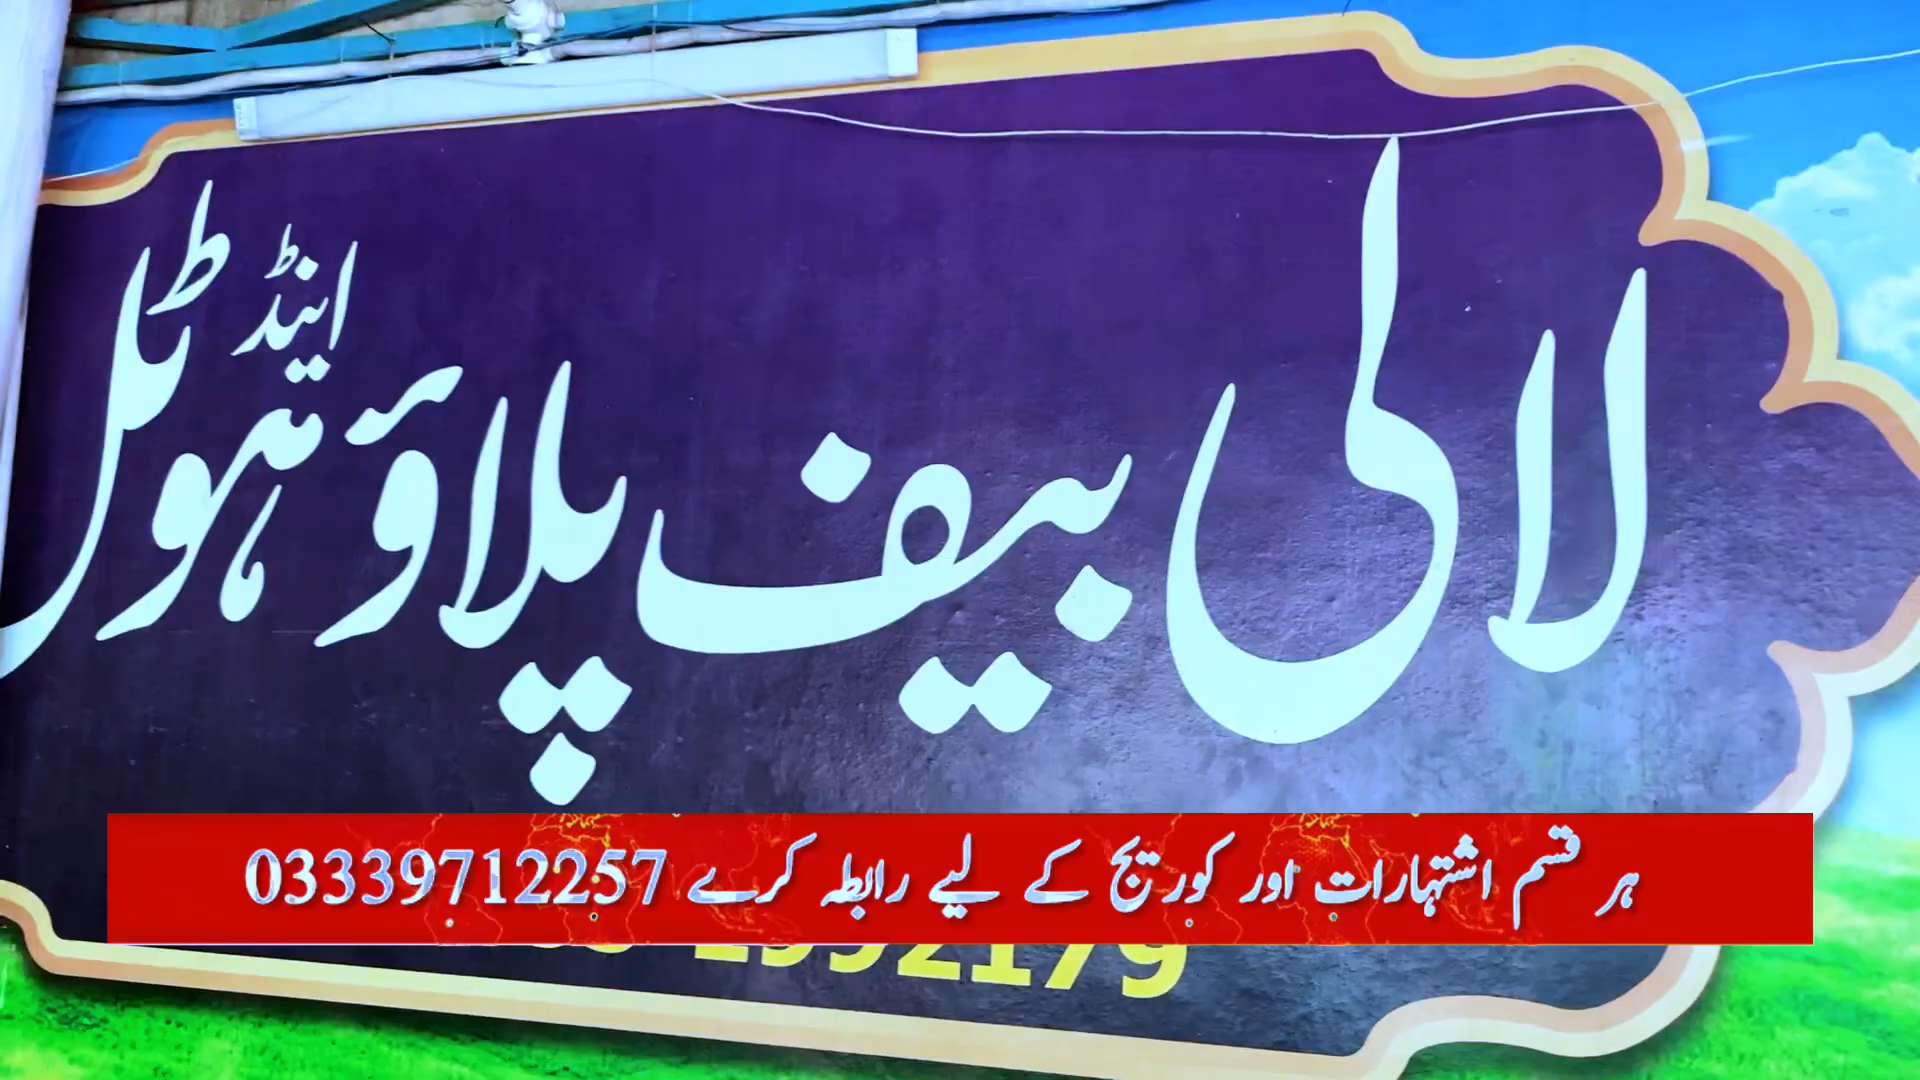 لالی بیف پلاؤ اینڈ ہوٹل
ہر قسم اشتہارات اور کوریج کے لیے رابطہ کرے 03339712257